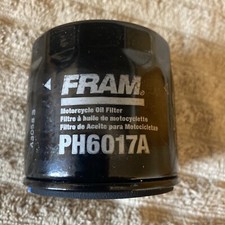 FRAM®
Motorcycle Oil Filter
Filtre à huile de motocyclette
Filtro de Aceite para Motocicletas
PH6017A